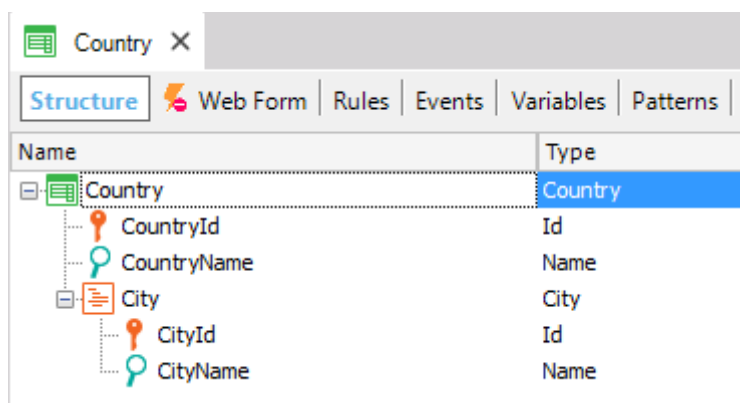 Country
Structure Web Form Rules Events Variables Patterns
Name Type
Country Country
CountryId Id
CountryName Name
City City
CityId Id
CityName Name